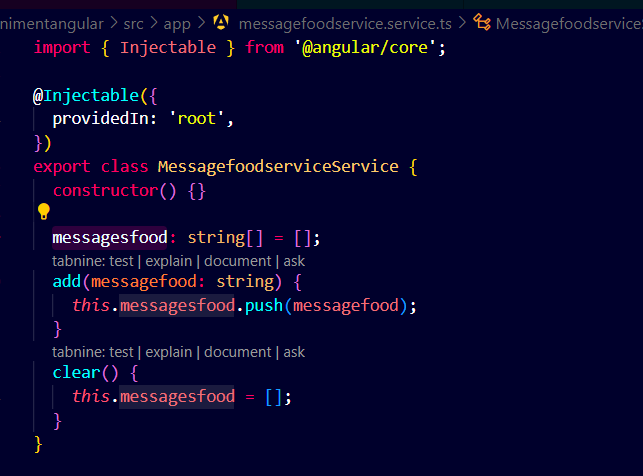 nimentangular > src > app > messagefoodservice.service.ts > Messagefoodservice
import { Injectable } from '@angular/core';
@Injectable({
providedIn: 'root',
})
export class MessagefoodserviceService {
constructor() {}
messagesfood: string[] = [];
tabnine: test | explain | document | ask
add(messagefood: string) {
this.messagesfood.push(messagefood);
}
tabnine: test | explain | document | ask
clear() {
this.messagesfood = [];
}
}